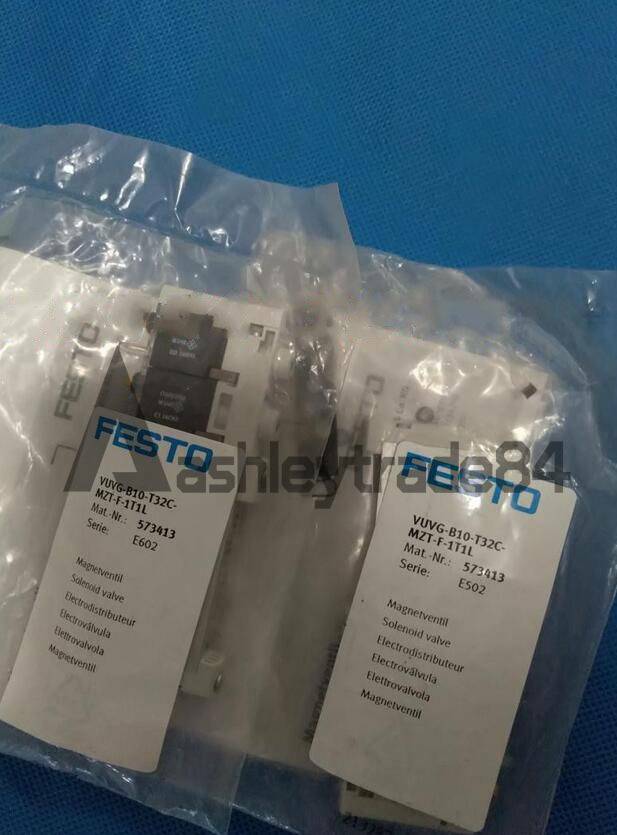 FESTO
FESTO
ashleytrade84
FESTO
VUVG-B10-T32C-
MZT-F-1T1L
Mat.-Nr.: 573413
Serie: E602
Magnetventil
Solenoid valve
Electrodistributeur
Electroválvula
Elettrovalvola
Magnetventil
FESTO
VUVG-B10-T32C-
MZT-F-1T1L
Mat.-Nr.: 573413
Serie: E502
Magnetventil
Solenoid valve
Electrodistributeur
Electroválvula
Elettrovalvola
Magnetventil